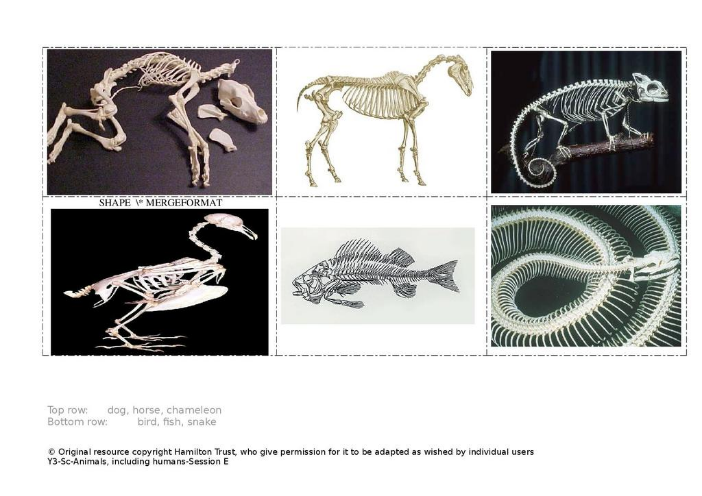 SHAPE \* MERGEFORMAT
Top row: dog, horse, chameleon
Bottom row: bird, fish, snake
© Original resource copyright Hamilton Trust, who give permission for it to be adapted as wished by individual users
Y3-Sc-Animals, including humans-Session E